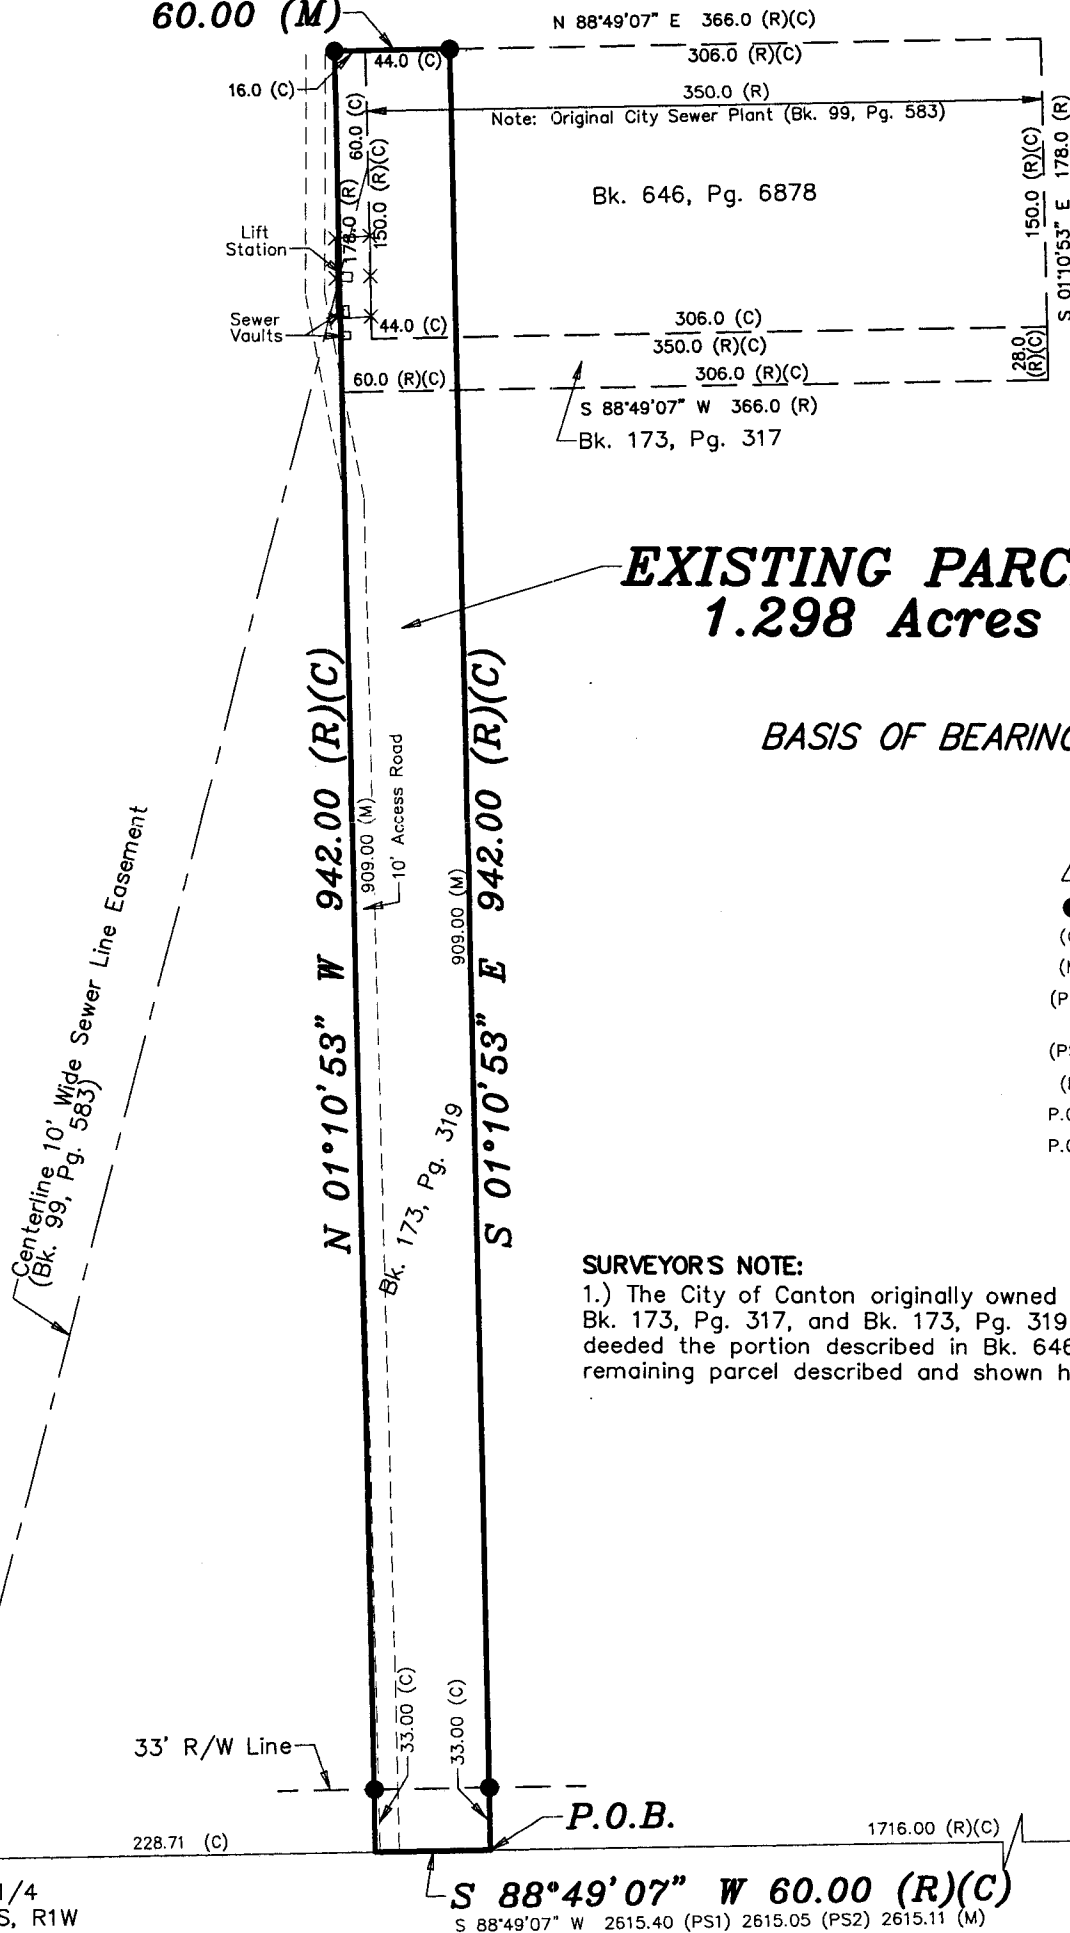 60.00 (M)
N 88°49'07" E 366.0 (R)(C)
44.0 (C)
306.0 (R)(C)
16.0 (C)
350.0 (R)
Note: Original City Sewer Plant (Bk. 99, Pg. 583)
60.0 (C)
150.0 (R)(C)
178.0 (R)
Bk. 646, Pg. 6878
150.0 (R)(C)
S 01°10'53" E 178.0 (R)
Lift
Station
Sewer
Vaults
44.0 (C)
306.0 (C)
350.0 (R)(C)
28.0
(R)(C)
60.0 (R)(C)
306.0 (R)(C)
S 88°49'07" W 366.0 (R)
Bk. 173, Pg. 317
EXISTING PARC
1.298 Acres
BASIS OF BEARING
N 01°10'53" W 942.00 (R)(C)
909.00 (M)
10' Access Road
909.00 (M)
S 01°10'53" E 942.00 (R)(C)
Centerline 10' Wide Sewer Line Easement
(Bk. 99, Pg. 583)
Bk. 173, Pg. 319
(P
(PS
P.O
P.O
SURVEYOR'S NOTE:
1.) The City of Canton originally owned
Bk. 173, Pg. 317, and Bk. 173, Pg. 319
deeded the portion described in Bk. 646
remaining parcel described and shown h
33.00 (C)
33.00 (C)
33' R/W Line
P.O.B.
228.71 (C)
1716.00 (R)(C)
1/4
S, R1W
S 88°49'07" W 60.00 (R)(C)
S 88°49'07" W 2615.40 (PS1) 2615.05 (PS2) 2615.11 (M)